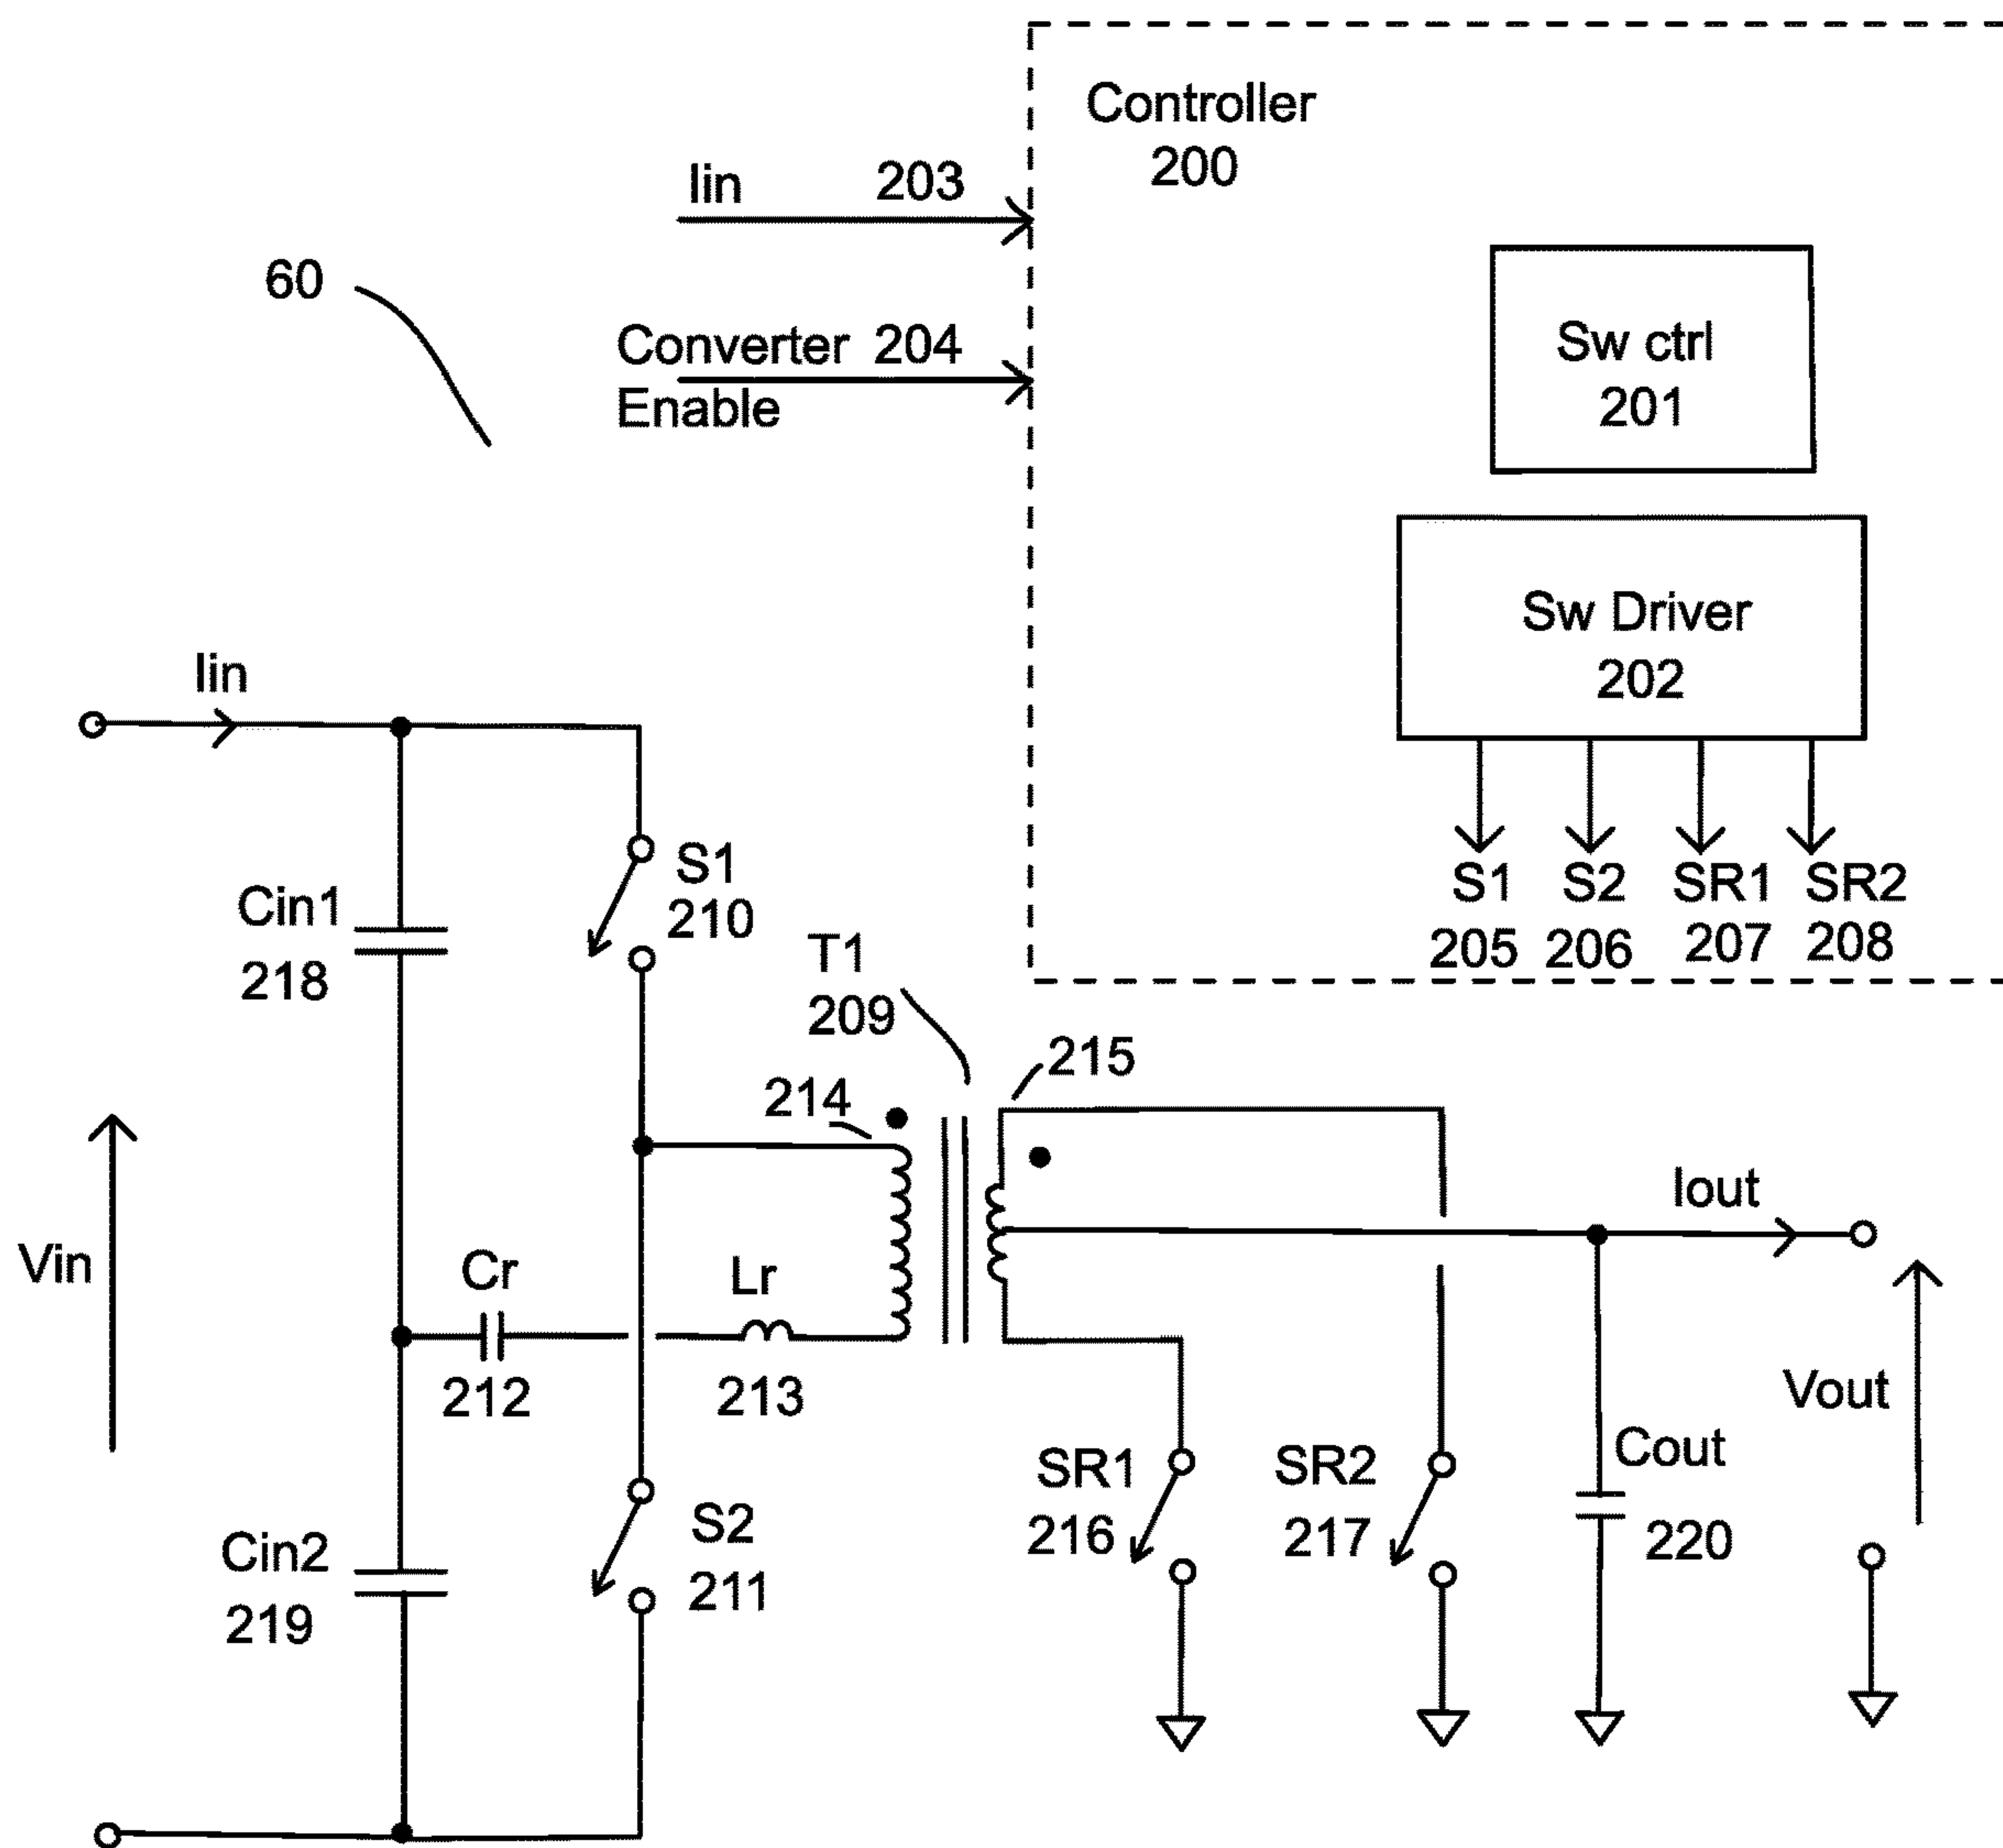 Controller
200
Iin 203
60
Converter 204
Enable
Sw ctrl
201
Sw Driver
202
Iin
S1 S2 SR1 SR2
205 206 207 208
S1
210
Cin1
218
T1
209
215
214
Iout
Vin
Cr
212
Lr
213
Vout
SR1
216
SR2
217
Cout
220
S2
211
Cin2
219